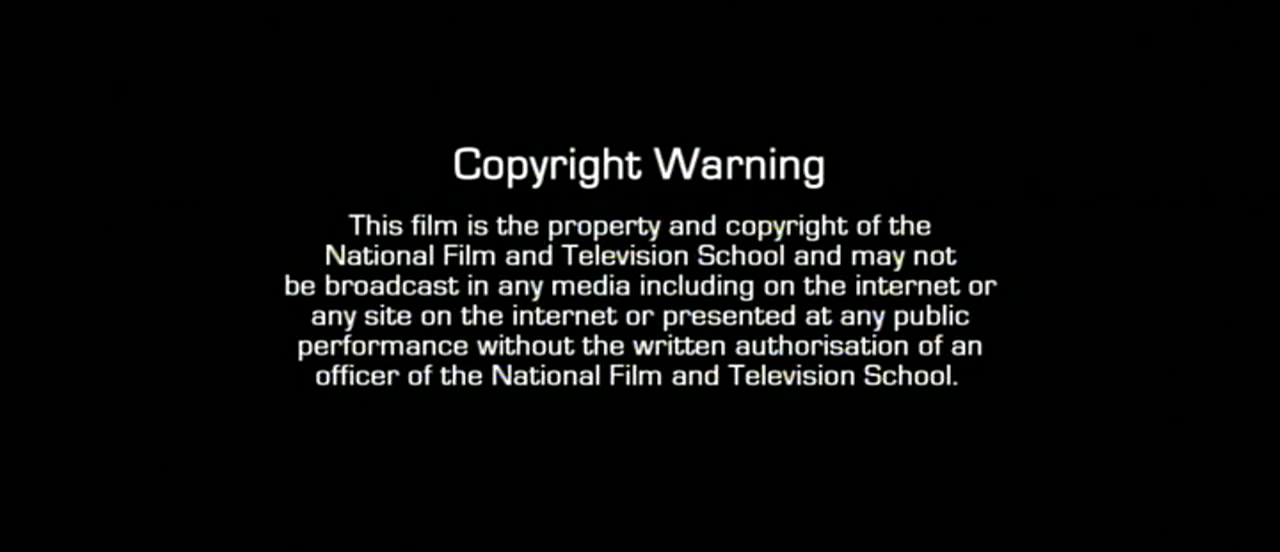 Copyright Warning
This film is the property and copyright of the
National Film and Television School and may not
be broadcast in any media including on the internet or
any site on the internet or presented at any public
performance without the written authorisation of an
officer of the National Film and Television School.